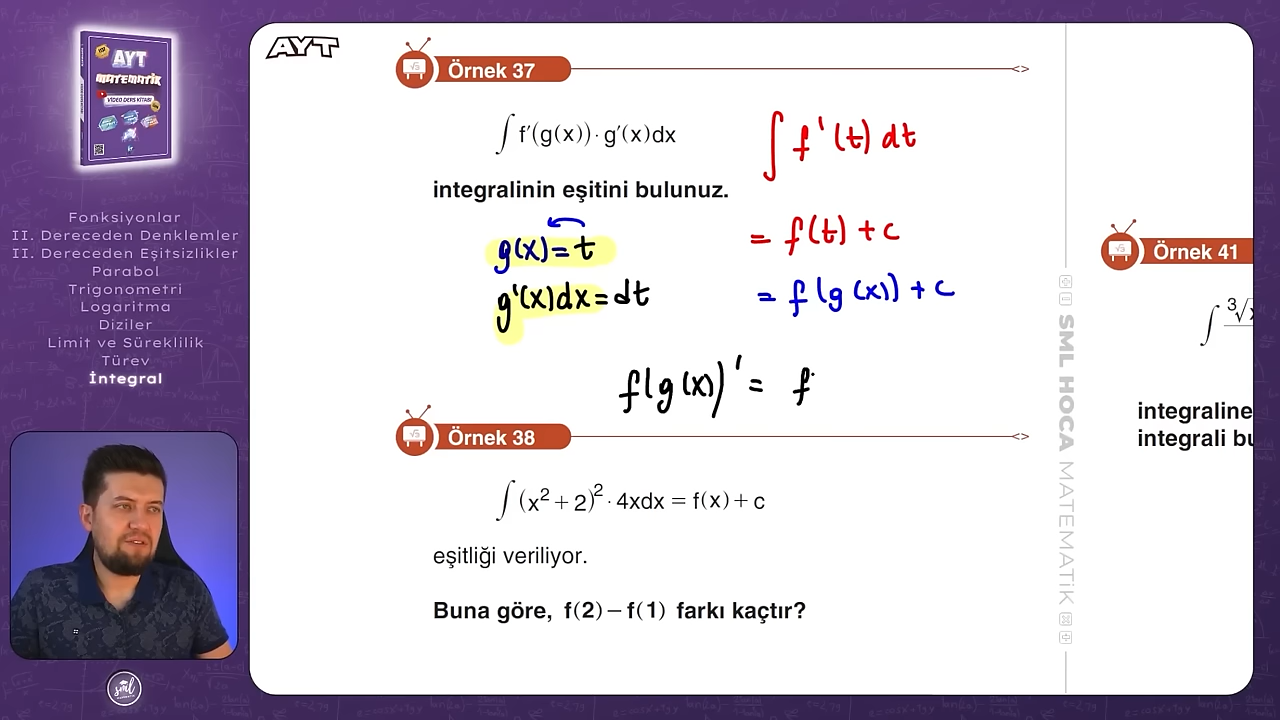 AYT
MATEMATİK
VİDEO DERS KİTABI
Fonksiyonlar
II. Dereceden Denklemler
II. Dereceden Eşitsizlikler
Parabol
Trigonometri
Logaritma
Diziler
Limit ve Süreklilik
Türev
İntegral
sml
AYT
Örnek 37
∫ f′(g(x)) · g′(x)dx
integralinin eşitini bulunuz.
g(x) = t
g'(x)dx = dt
∫ f'(t) dt
= f(t) + c
= f(g(x)) + c
f(g(x))' = f
Örnek 38
∫ (x² + 2)² · 4xdx = f(x) + c
eşitliği veriliyor.
Buna göre, f(2) − f(1) farkı kaçtır?
SML HOCA MATEMATİK
Örnek 41
∫ ³√
integraline
integrali